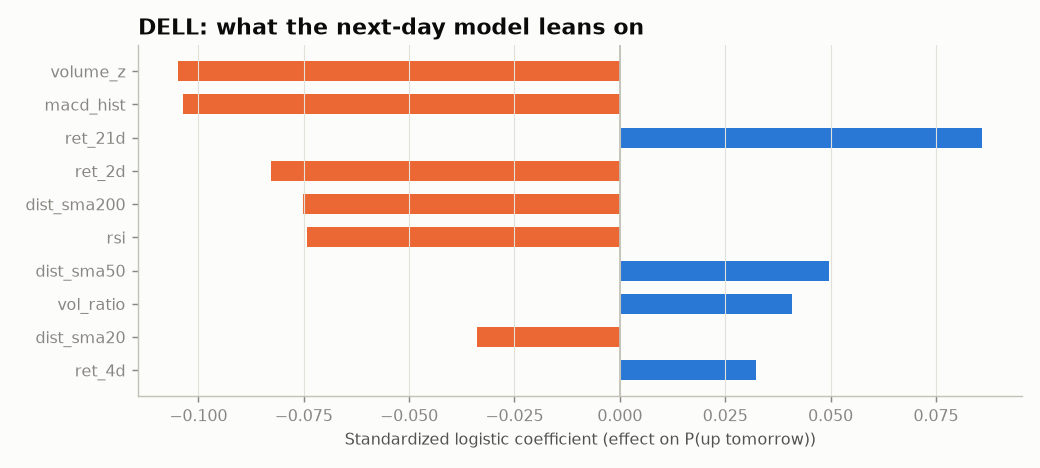 DELL: what the next-day model leans on
volume_z
macd_hist
ret_21d
ret_2d
dist_sma200
rsi
dist_sma50
vol_ratio
dist_sma20
ret_4d
−0.100 −0.075 −0.050 −0.025 0.000 0.025 0.050 0.075
Standardized logistic coefficient (effect on P(up tomorrow))